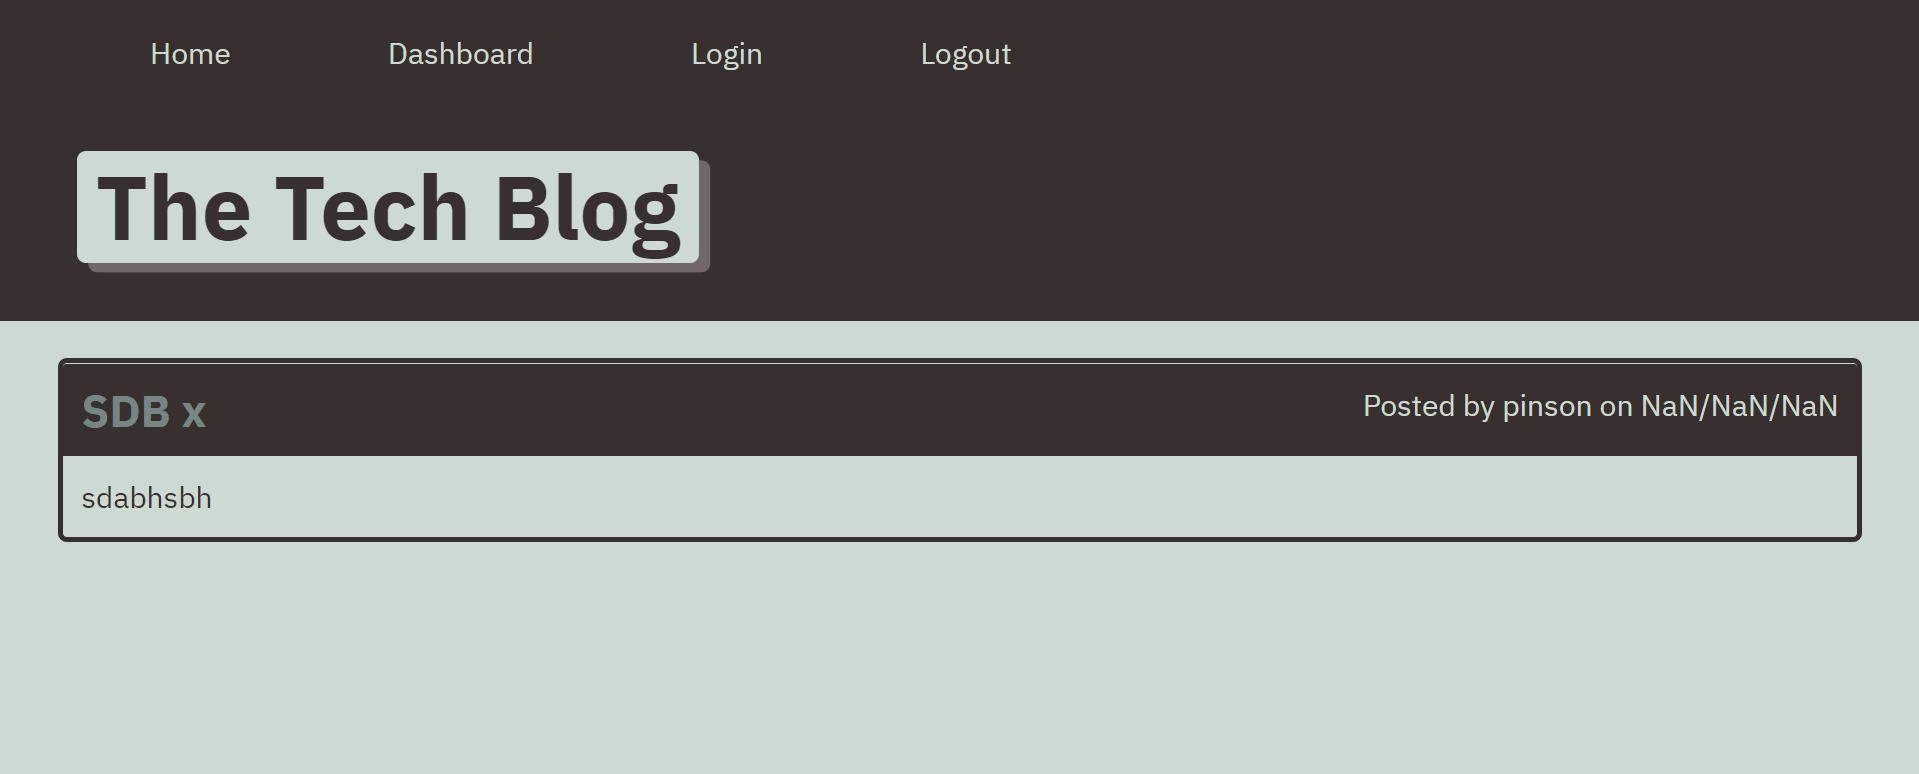 Home Dashboard Login Logout
The Tech Blog
SDB x
Posted by pinson on NaN/NaN/NaN
sdabhsbh